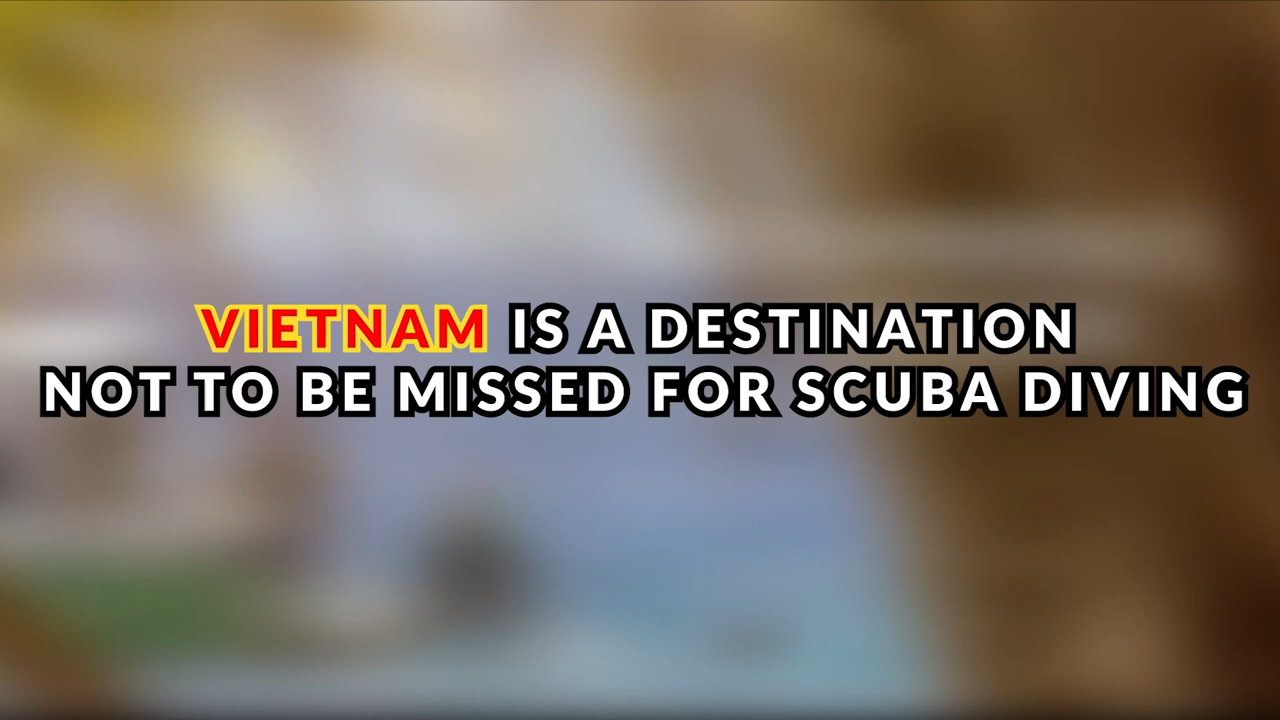 VIETNAM IS A DESTINATION
NOT TO BE MISSED FOR SCUBA DIVING